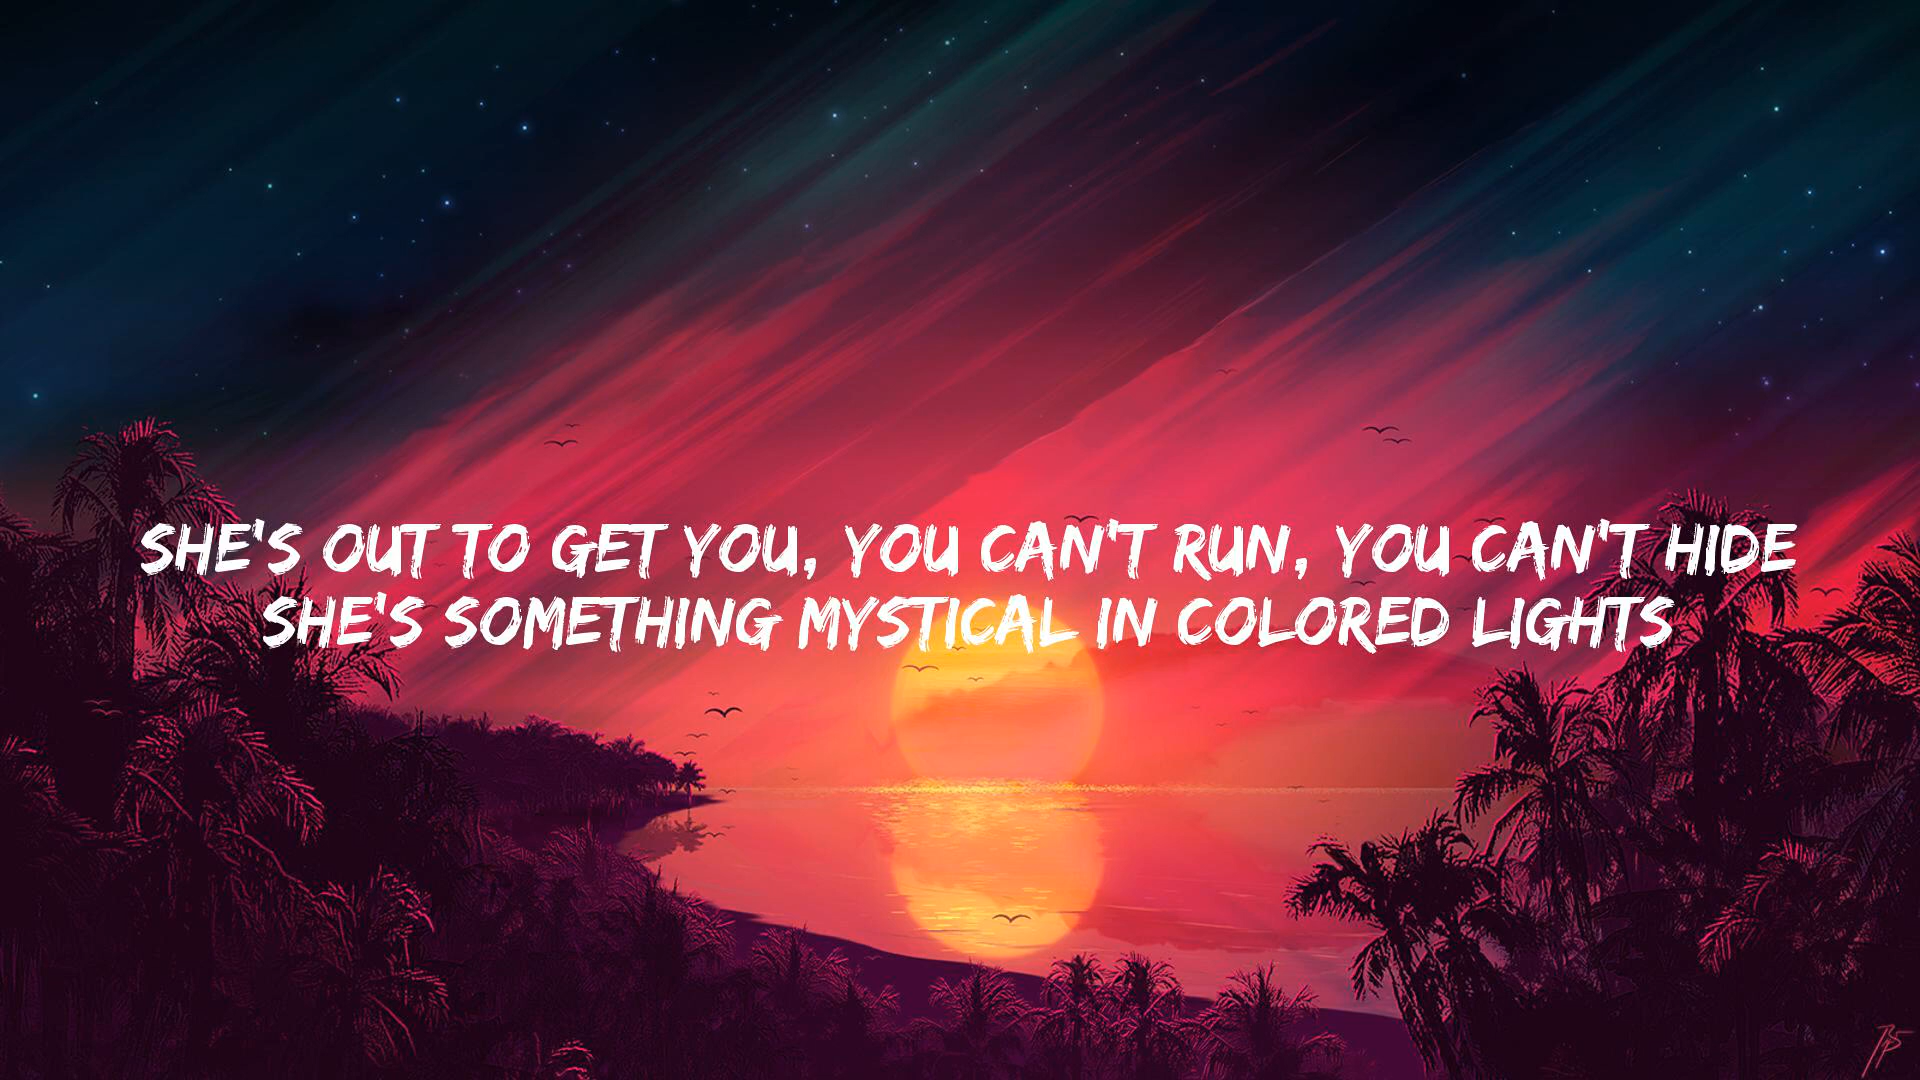 SHE'S OUT TO GET YOU, YOU CAN'T RUN, YOU CAN'T HIDE
SHE'S SOMETHING MYSTICAL IN COLORED LIGHTS